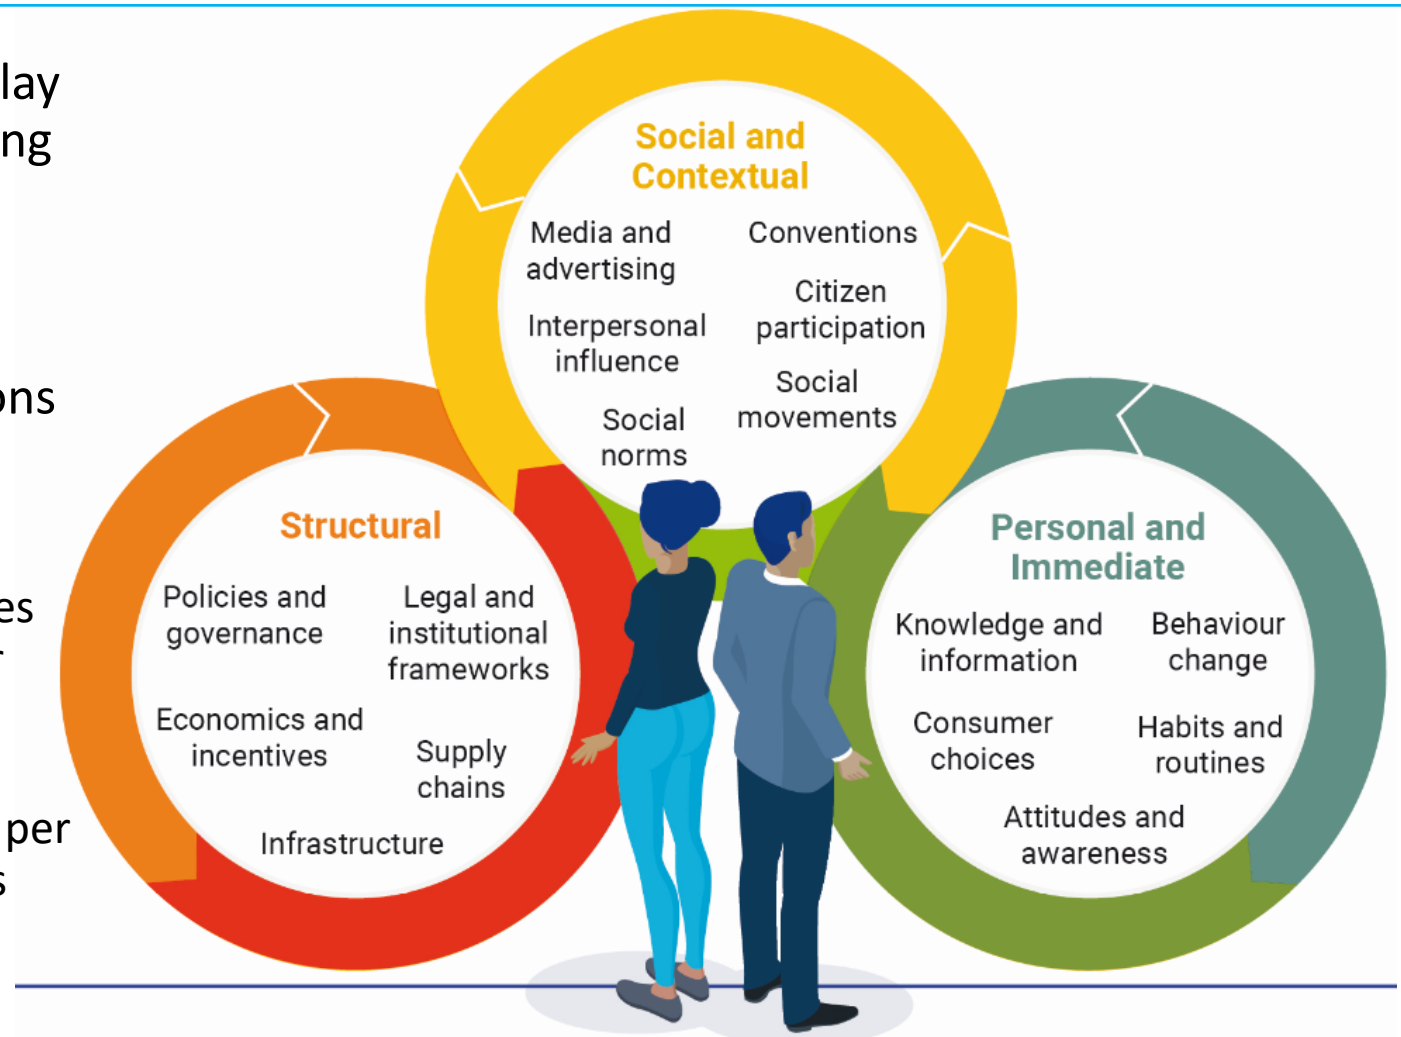 lay
ng
ons
es
per
s
Social and
Contextual
Media and
advertising
Interpersonal
influence
Social
norms
Conventions
Citizen
participation
Social
movements
Structural
Policies and
governance
Legal and
institutional
frameworks
Economics and
incentives
Supply
chains
Infrastructure
Personal and
Immediate
Knowledge and
information
Behaviour
change
Consumer
choices
Habits and
routines
Attitudes and
awareness